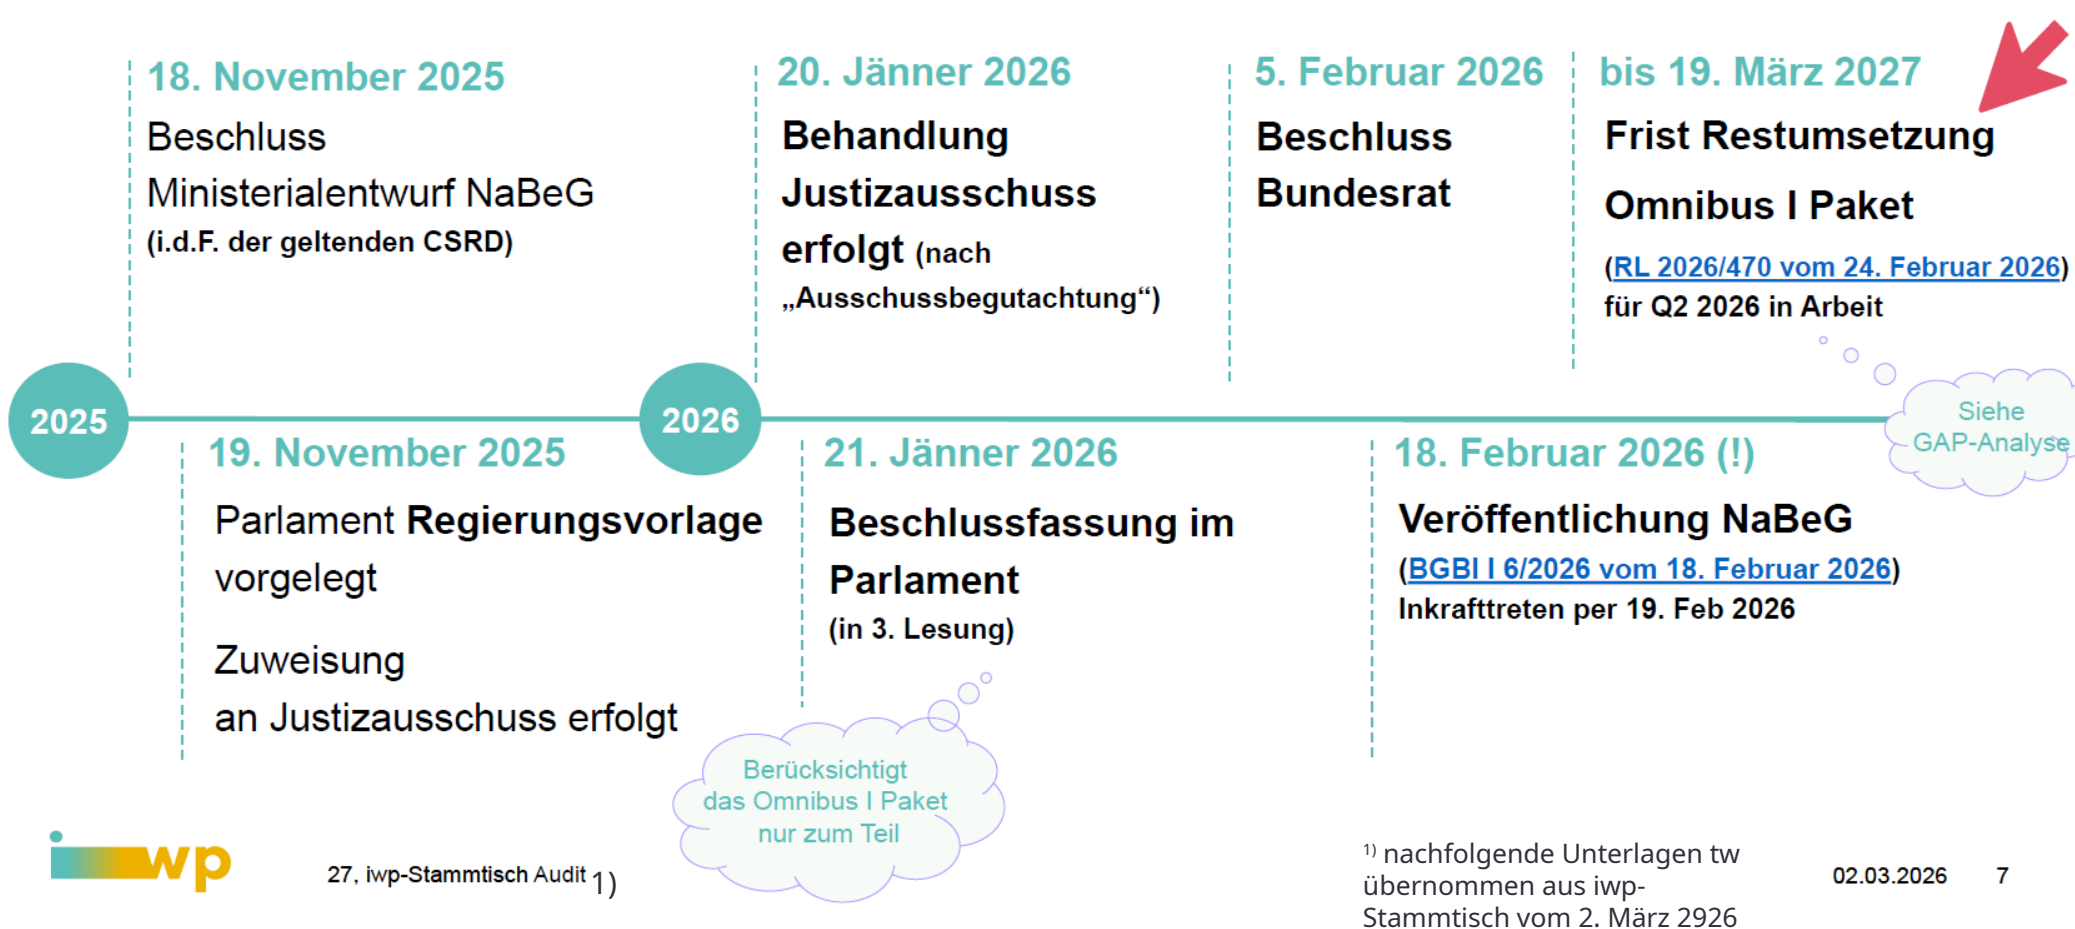 18. November 2025
Beschluss
Ministerialentwurf NaBeG
(i.d.F. der geltenden CSRD)
20. Jänner 2026
Behandlung
Justizausschuss
erfolgt (nach
„Ausschussbegutachtung“)
5. Februar 2026
Beschluss
Bundesrat
bis 19. März 2027
Frist Restumsetzung
Omnibus I Paket
(RL 2026/470 vom 24. Februar 2026)
für Q2 2026 in Arbeit
Siehe
GAP-Analyse
2025
2026
19. November 2025
Parlament Regierungsvorlage
vorgelegt
Zuweisung
an Justizausschuss erfolgt
21. Jänner 2026
Beschlussfassung im
Parlament
(in 3. Lesung)
Berücksichtigt
das Omnibus I Paket
nur zum Teil
18. Februar 2026 (!)
Veröffentlichung NaBeG
(BGBl I 6/2026 vom 18. Februar 2026)
Inkrafttreten per 19. Feb 2026
iwp
27, iwp-Stammtisch Audit 1)
1) nachfolgende Unterlagen tw
übernommen aus iwp-
Stammtisch vom 2. März 2926
02.03.2026
7